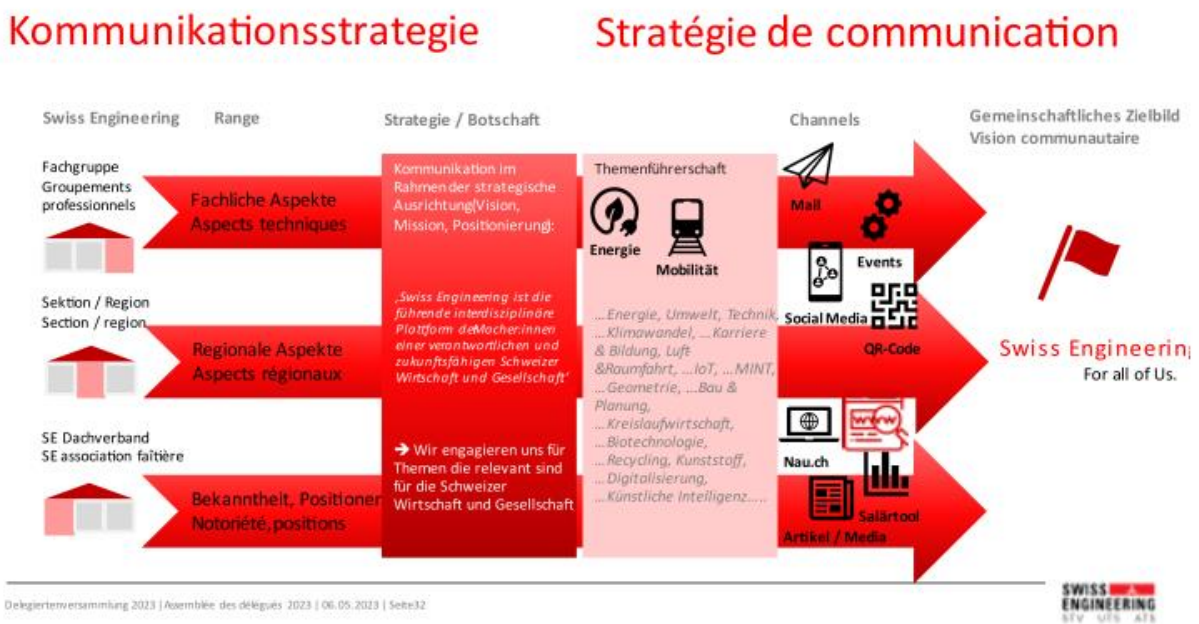 Kommunikationsstrategie
Stratégie de communication
Swiss Engineering
Range
Strategie / Botschaft
Channels
Gemeinschaftliches Zielbild
Vision communautaire
Fachgruppe
Groupements
professionnels
Fachliche Aspekte
Aspects techniques
Sektion / Region
Section / region
Regionale Aspekte
Aspects régionaux
SE Dachverband
SE association faîtière
Bekanntheit, Positioner
Notoriété, positions
Kommunikation im
Rahmen der strategische
Ausrichtung(Vision,
Mission, Positionierung):
‚Swiss Engineering ist die
führende interdisziplinäre
Plattform der Macher:innen
einer verantwortlichen und
zukunftsfähigen Schweizer
Wirtschaft und Gesellschaft‘
➔ Wir engagieren uns für
Themen die relevant sind
für die Schweizer
Wirtschaft und Gesellschaft
Themenführerschaft
Energie
Mobilität
...Energie, Umwelt, Technik,
...Klimawandel, ...Karriere
& Bildung, Luft
&Raumfahrt, ...IoT, ...MINT,
...Geometrie, ...Bau &
Planung,
...Kreislaufwirtschaft,
...Biotechnologie,
...Recycling, Kunststoff,
...Digitalisierung,
...Künstliche Intelligenz.....
Mail
Events
Social Media
QR-Code
www
Nau.ch
Salärtool
Artikel / Media
Swiss Engineering
For all of Us.
Delegiertenversammlung 2023 | Assemblée des délégués 2023 | 06.05.2023 | Seite32
SWISS
ENGINEERING
STV UTS ATS